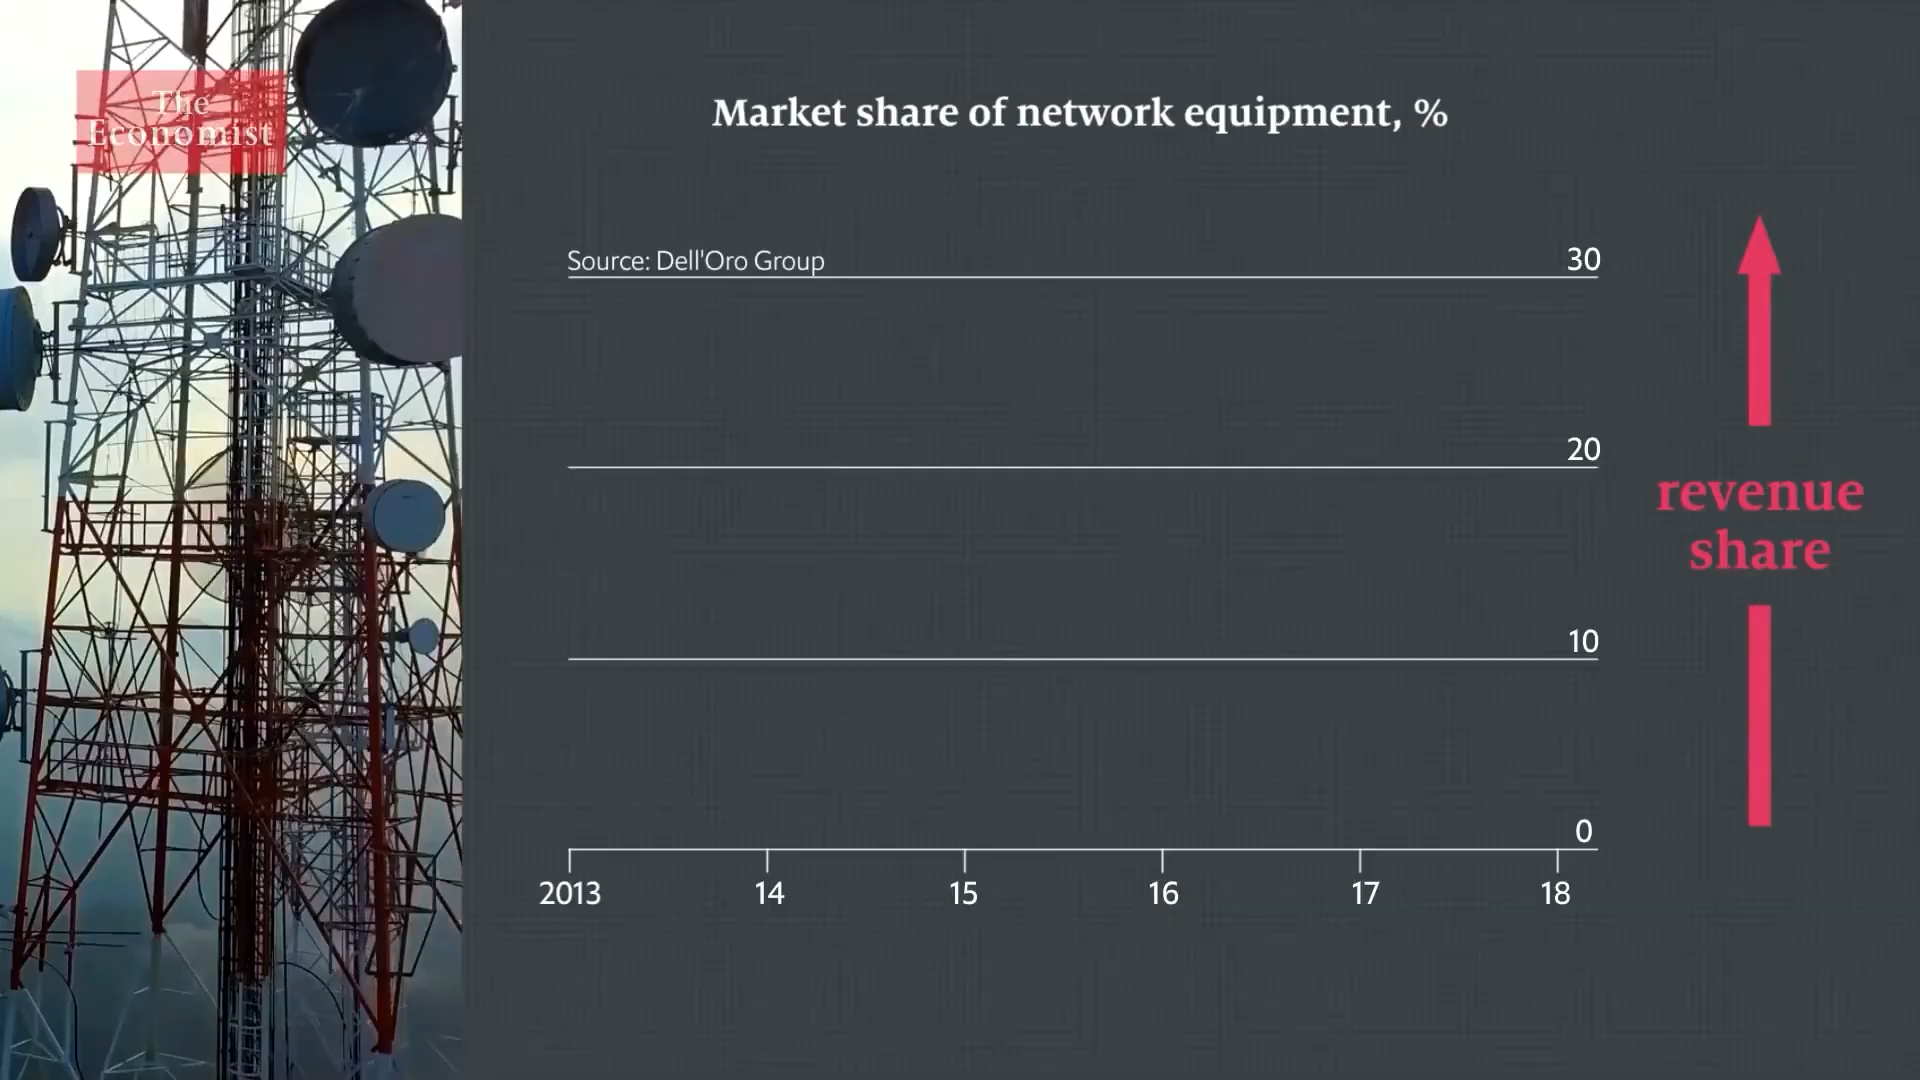 The
Economist
Market share of network equipment, %
Source: Dell'Oro Group
30
20
10
0
2013
14
15
16
17
18
revenue
share